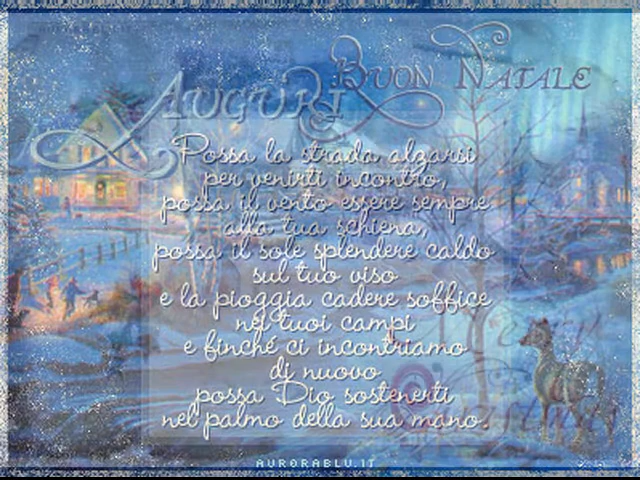 Buon Natale
Auguri
Possa la strada alzarsi
per venirti incontro,
possa il vento essere sempre
alla tua schiena,
possa il sole splendere caldo
sul tuo viso
e la pioggia cadere soffice
nei tuoi campi
e finché ci incontriamo
di nuovo
possa Dio sostenerti
nel palmo della sua mano.
Merry
Christmas
AURORABLU.IT